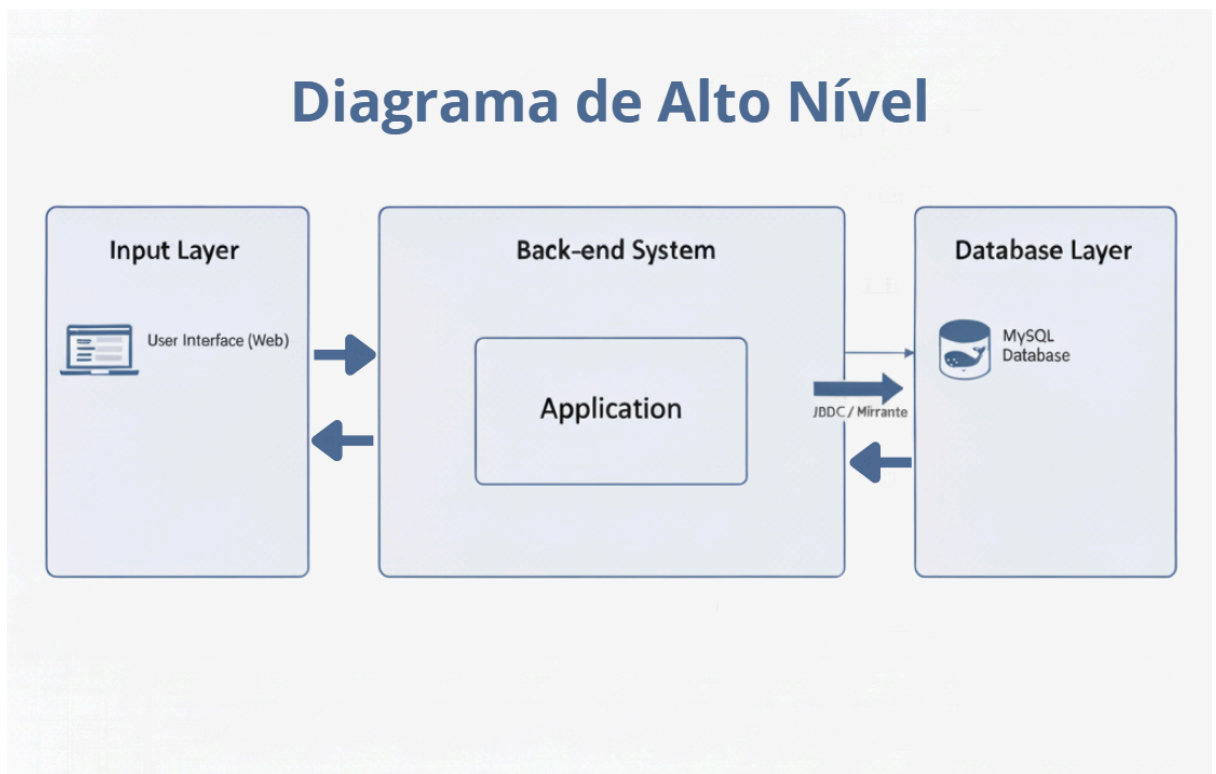 Diagrama de Alto Nível
Input Layer
User Interface (Web)
Back-end System
Application
JBDC / Mirrante
Database Layer
MySQL
Database